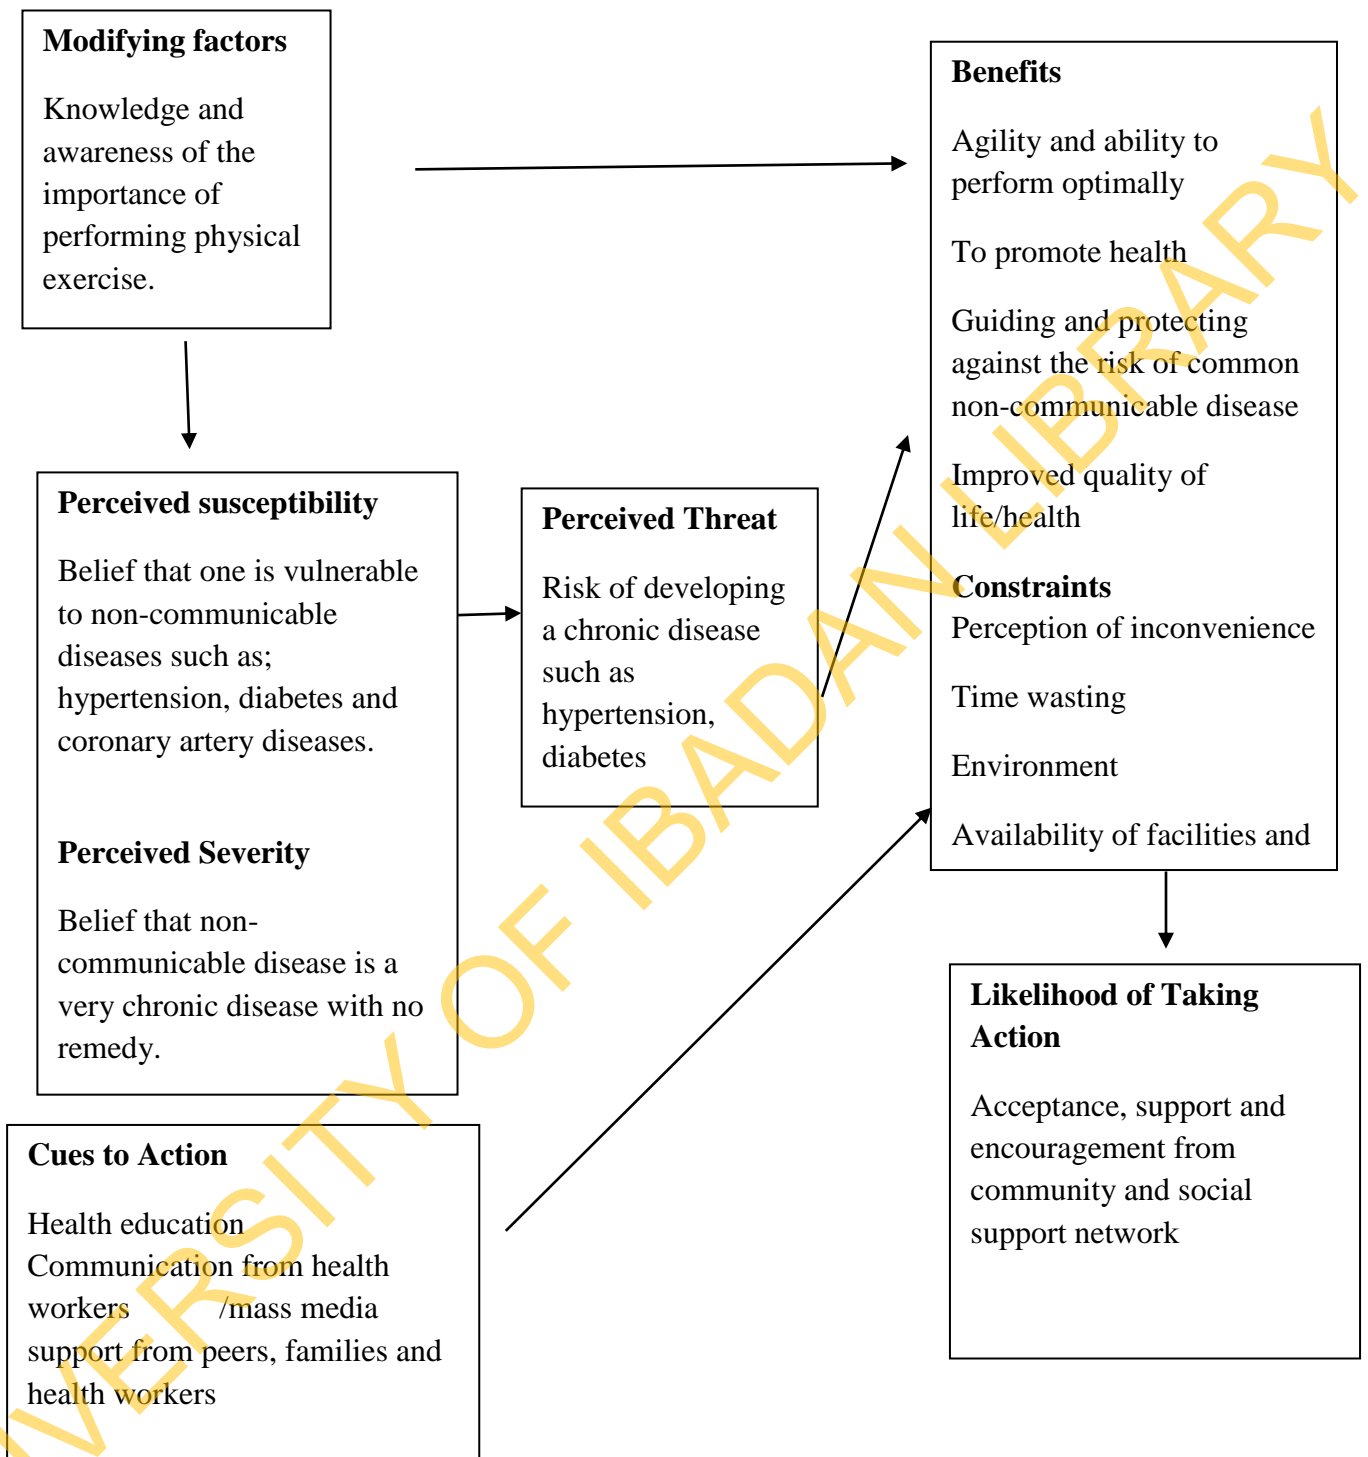 Modifying factors
Knowledge and
awareness of the
importance of
performing physical
exercise.
Benefits
Agility and ability to
perform optimally
To promote health
Guiding and protecting
against the risk of common
non-communicable disease
Improved quality of
life/health
Constraints
Perception of inconvenience
Time wasting
Environment
Availability of facilities and
Perceived susceptibility
Belief that one is vulnerable
to non-communicable
diseases such as;
hypertension, diabetes and
coronary artery diseases.
Perceived Severity
Belief that non-
communicable disease is a
very chronic disease with no
remedy.
Perceived Threat
Risk of developing
a chronic disease
such as
hypertension,
diabetes
Likelihood of Taking
Action
Acceptance, support and
encouragement from
community and social
support network
Cues to Action
Health education
Communication from health
workers /mass media
support from peers, families and
health workers
IVERSITY OF IBADAN LIBRARY